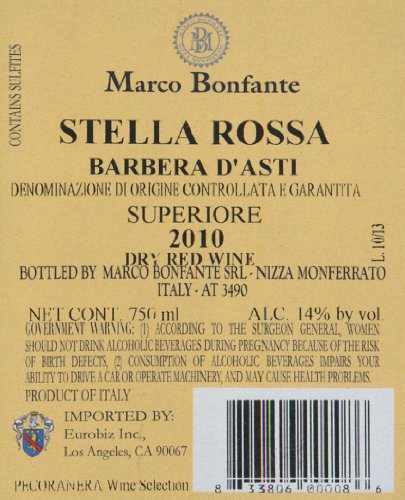 CONTAINS SULFITES
Marco Bonfante
STELLA ROSSA
BARBERA D'ASTI
DENOMINAZIONE DI ORIGINE CONTROLLATA E GARANTITA
SUPERIORE
2010
DRY RED WINE
L. 10/13
BOTTLED BY MARCO BONFANTE SRL - NIZZA MONFERRATO
ITALY - AT 3490
NET CONT. 756 ml ALC. 14% by vol
GOVERNMENT WARNING: (1) ACCORDING TO THE SURGEON GENERAL, WOMEN
SHOULD NOT DRINK ALCOHOLIC BEVERAGES DURING PREGNANCY BECAUSE OF THE RISK
OF BIRTH DEFECTS, (2) CONSUMPTION OF ALCOHOLIC BEVERAGES IMPAIRS YOUR
ABILITY TO DRIVE A CAR OR OPERATE MACHINERY, AND MAY CAUSE HEALTH PROBLEMS.
PRODUCT OF ITALY
IMPORTED BY:
Eurobiz Inc.,
Los Angeles, CA 90067
PECORANERA Wine Selection
8 33806 00008 6